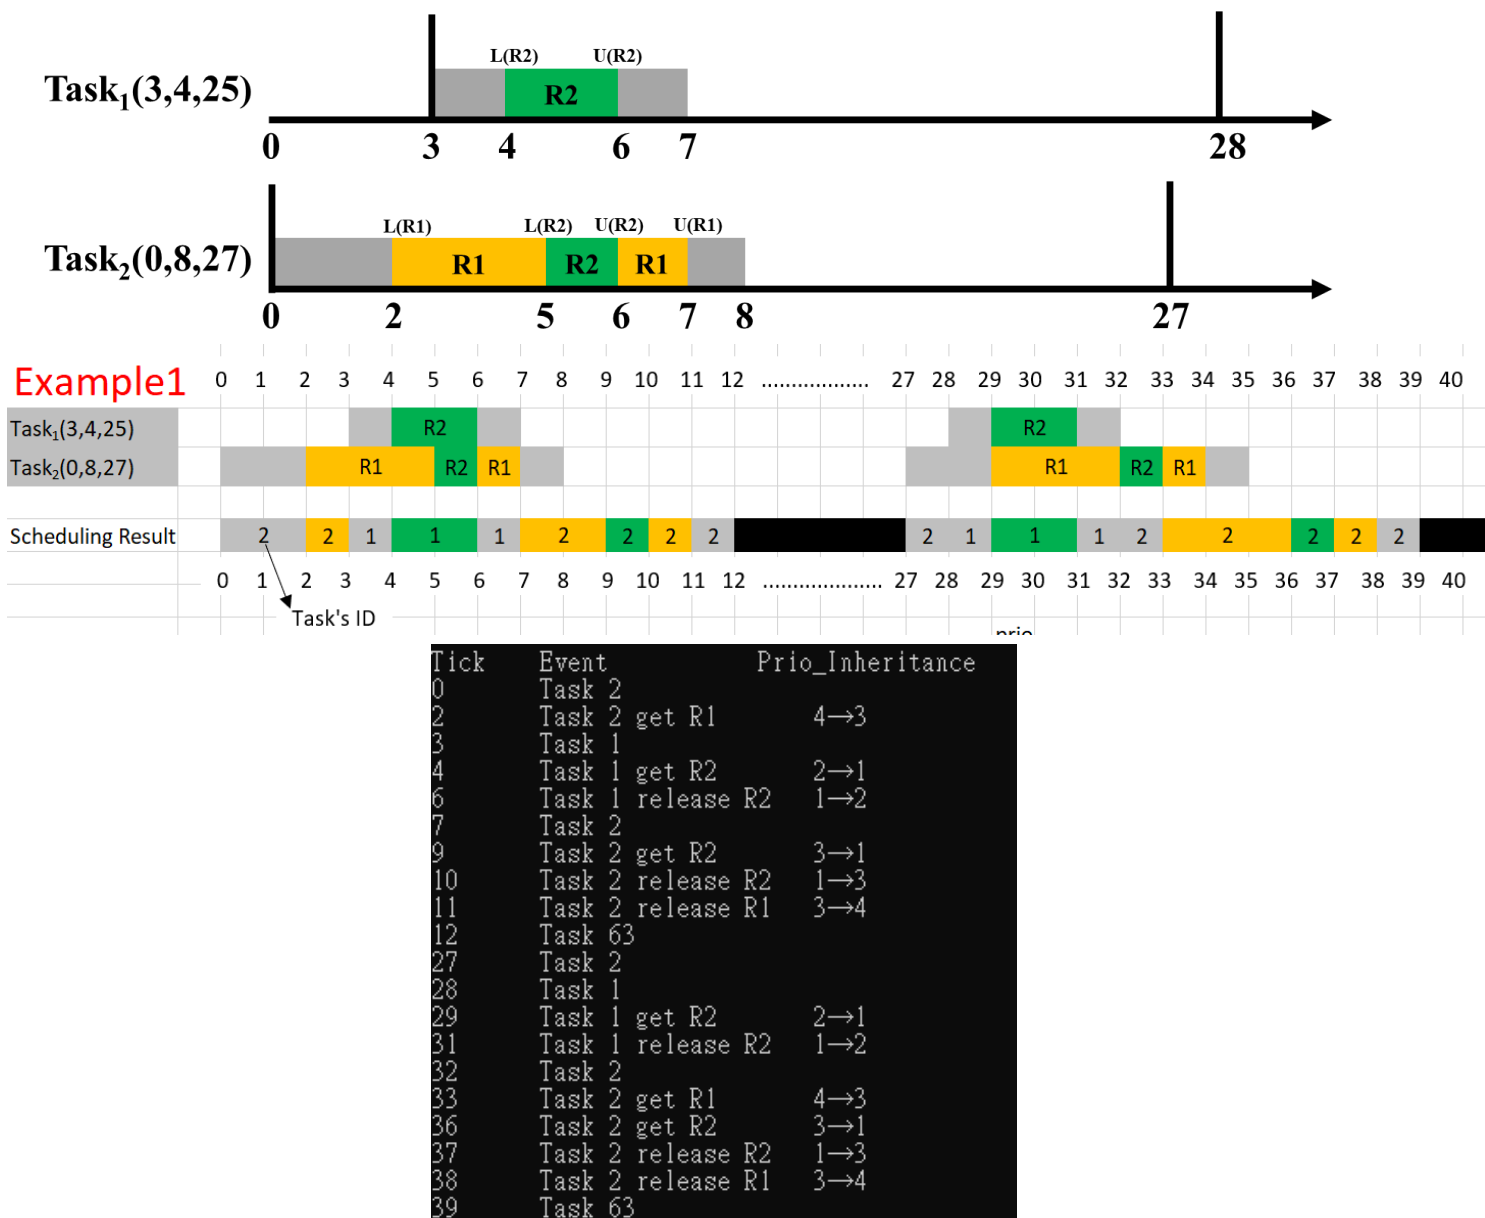 L(R2) U(R2)
Task1(3,4,25) R2
0 3 4 6 7 28
L(R1) L(R2) U(R2) U(R1)
Task2(0,8,27) R1 R2 R1
0 2 5 6 7 8 27
Example1 0 1 2 3 4 5 6 7 8 9 10 11 12 .................. 27 28 29 30 31 32 33 34 35 36 37 38 39 40
Task1(3,4,25) R2 R2
Task2(0,8,27) R1 R2 R1 R1 R2 R1
Scheduling Result 2 2 1 1 1 2 2 2 2 2 1 1 1 2 2 2 2 2
0 1 2 3 4 5 6 7 8 9 10 11 12 .................... 27 28 29 30 31 32 33 34 35 36 37 38 39 40
Task's ID
prio
Tick Event Prio_Inheritance
0 Task 2
2 Task 2 get R1 4→3
3 Task 1
4 Task 1 get R2 2→1
6 Task 1 release R2 1→2
7 Task 2
9 Task 2 get R2 3→1
10 Task 2 release R2 1→3
11 Task 2 release R1 3→4
12 Task 63
27 Task 2
28 Task 1
29 Task 1 get R2 2→1
31 Task 1 release R2 1→2
32 Task 2
33 Task 2 get R1 4→3
36 Task 2 get R2 3→1
37 Task 2 release R2 1→3
38 Task 2 release R1 3→4
39 Task 63